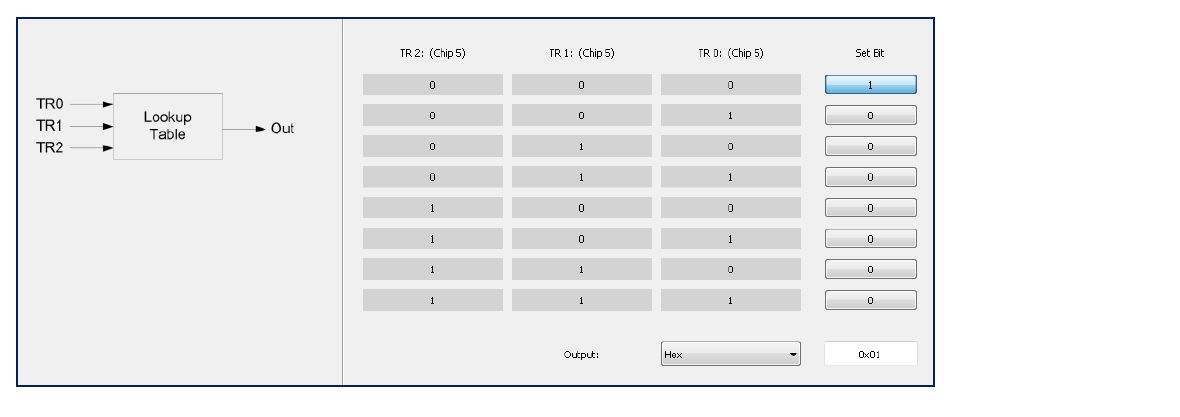 TR0
TR1
TR2
Lookup
Table
Out
TR 2: (Chip 5) TR 1: (Chip 5) TR 0: (Chip 5) Set Bit
0 0 0 1
0 0 1 0
0 1 0 0
0 1 1 0
1 0 0 0
1 0 1 0
1 1 0 0
1 1 1 0
Output: Hex 0x01